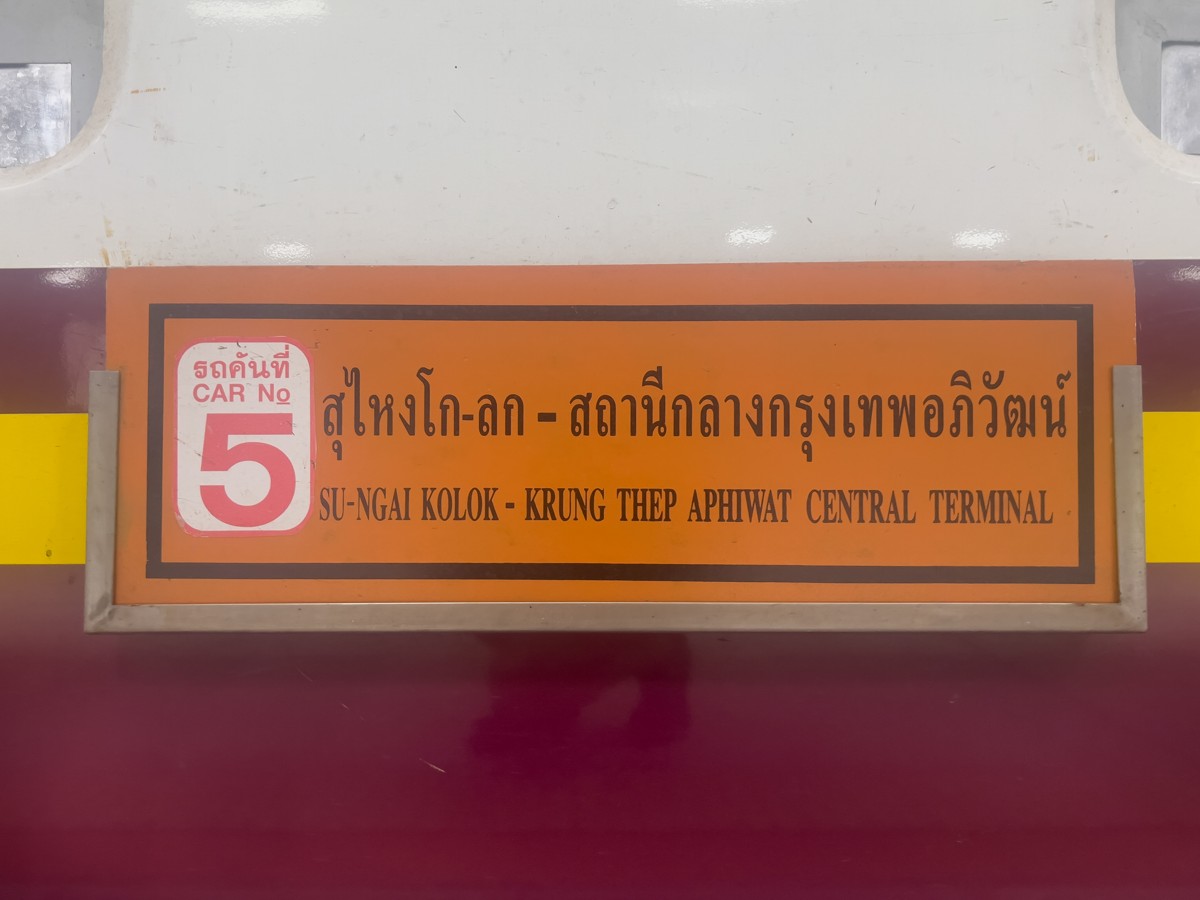 รถคันที่
CAR No
5
สุไหงโก-ลก - สถานีกลางกรุงเทพอภิวัฒน์
SU-NGAI KOLOK - KRUNG THEP APHIWAT CENTRAL TERMINAL